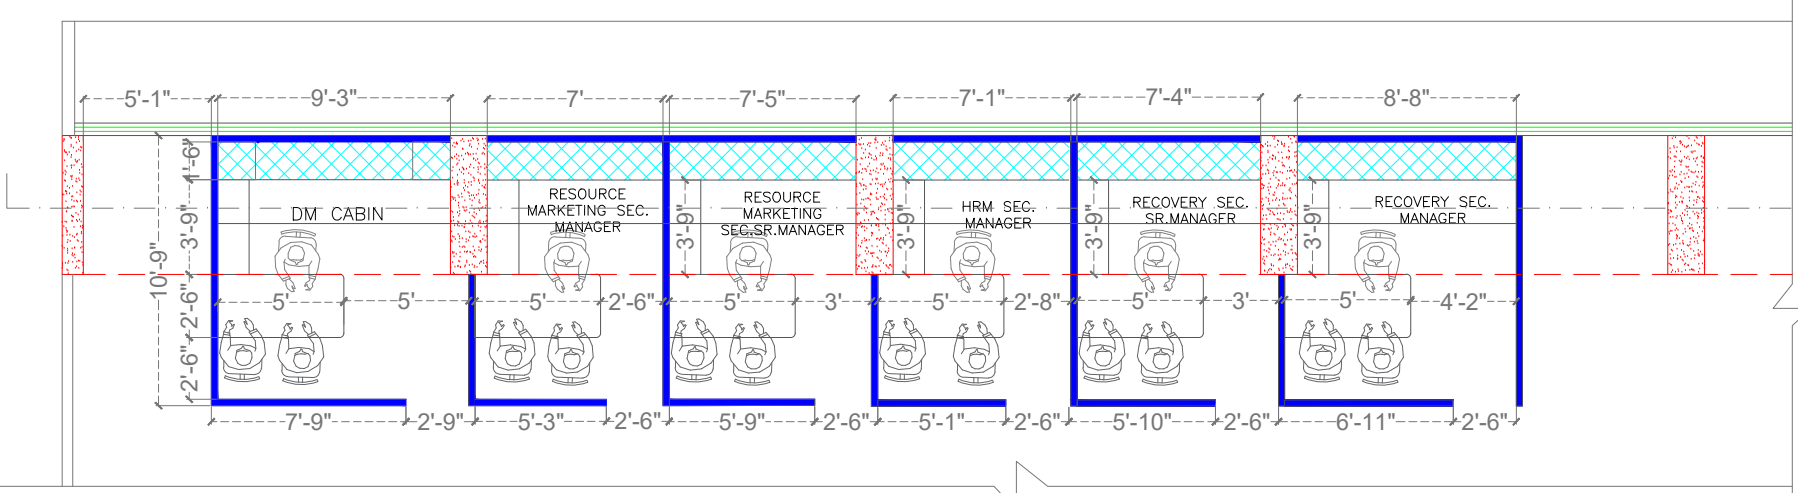 5'-1" 9'-3" 7' 7'-5" 7'-1" 7'-4" 8'-8"
1'-6"
DM CABIN
RESOURCE
MARKETING SEC.
MANAGER
RESOURCE
MARKETING
SEC.SR.MANAGER
HRM SEC.
MANAGER
RECOVERY SEC.
SR.MANAGER
RECOVERY SEC.
MANAGER
3'-9" 3'-9" 3'-9" 3'-9" 3'-9"
10'-9"
2'-6" 5' 5' 5' 2'-6" 5' 3' 5' 2'-8" 5' 3' 5' 4'-2"
2'-6"
7'-9" 2'-9" 5'-3" 2'-6" 5'-9" 2'-6" 5'-1" 2'-6" 5'-10" 2'-6" 6'-11" 2'-6"